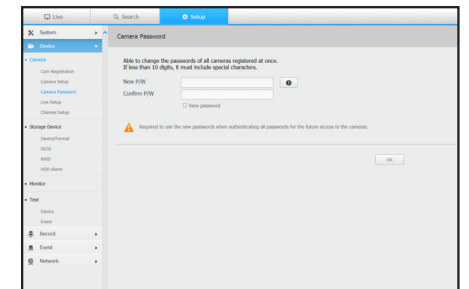 Live
Search
Setup
System
Device
Camera
Cam Registration
Camera Setup
Camera Password
Live Setup
Channel Setup
Storage Device
Device/Format
iSCSI
RAID
HDD Alarm
Monitor
Text
Device
Event
Record
Event
Network
Camera Password
Able to change the passwords of all cameras registered at once.
If less than 10 digits, it must include special characters.
New P/W
Confirm P/W
View password
Required to use the new passwords when authenticating all passwords for the future access to the cameras.
OK